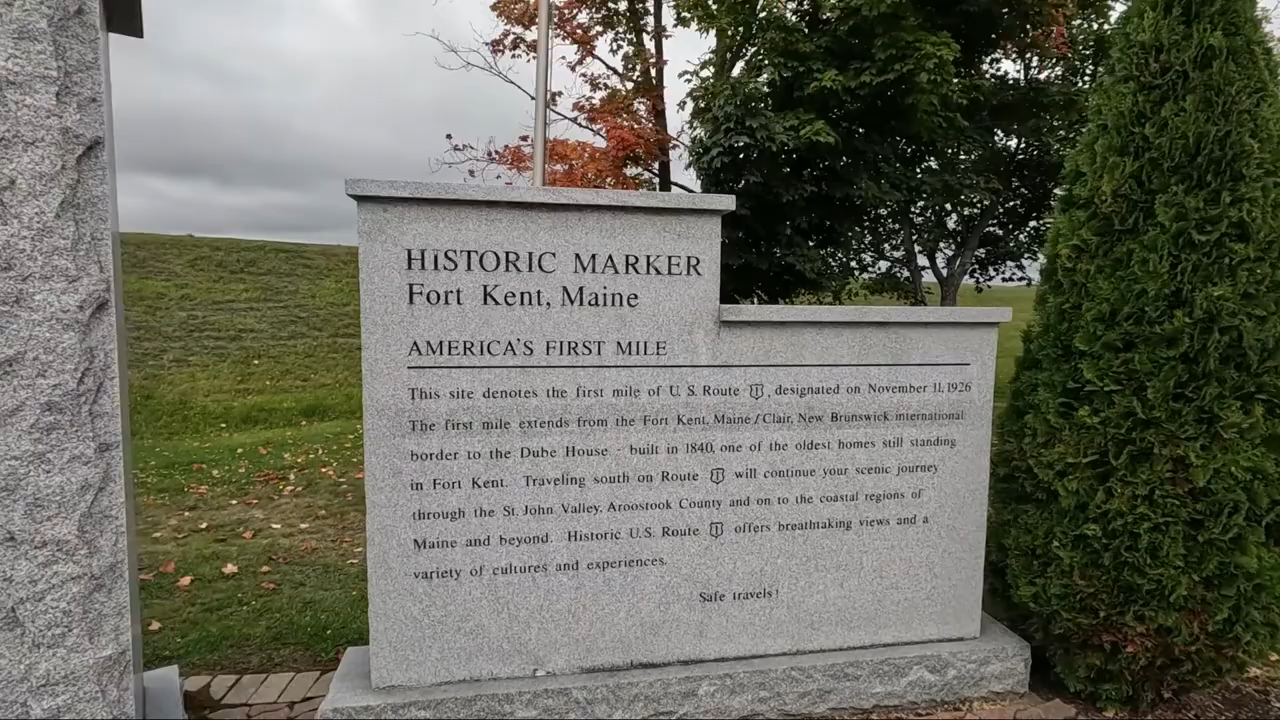 HiSTORIC MARKER
Fort Kent, Maine
AMERICA'S FIRST MILE
This site denotes the first mile of U. S. Route 1, designated on November 11, 1926
The first mile extends from the Fort Kent, Maine / Clair, New Brunswick international
border to the Dube House - built in 1840, one of the oldest homes still standing
in Fort Kent. Traveling south on Route 1 will continue your scenic journey
through the St. John Valley, Aroostook County and on to the coastal regions of
Maine and beyond. Historic U.S. Route 1 offers breathtaking views and a
variety of cultures and experiences.
Safe travels!